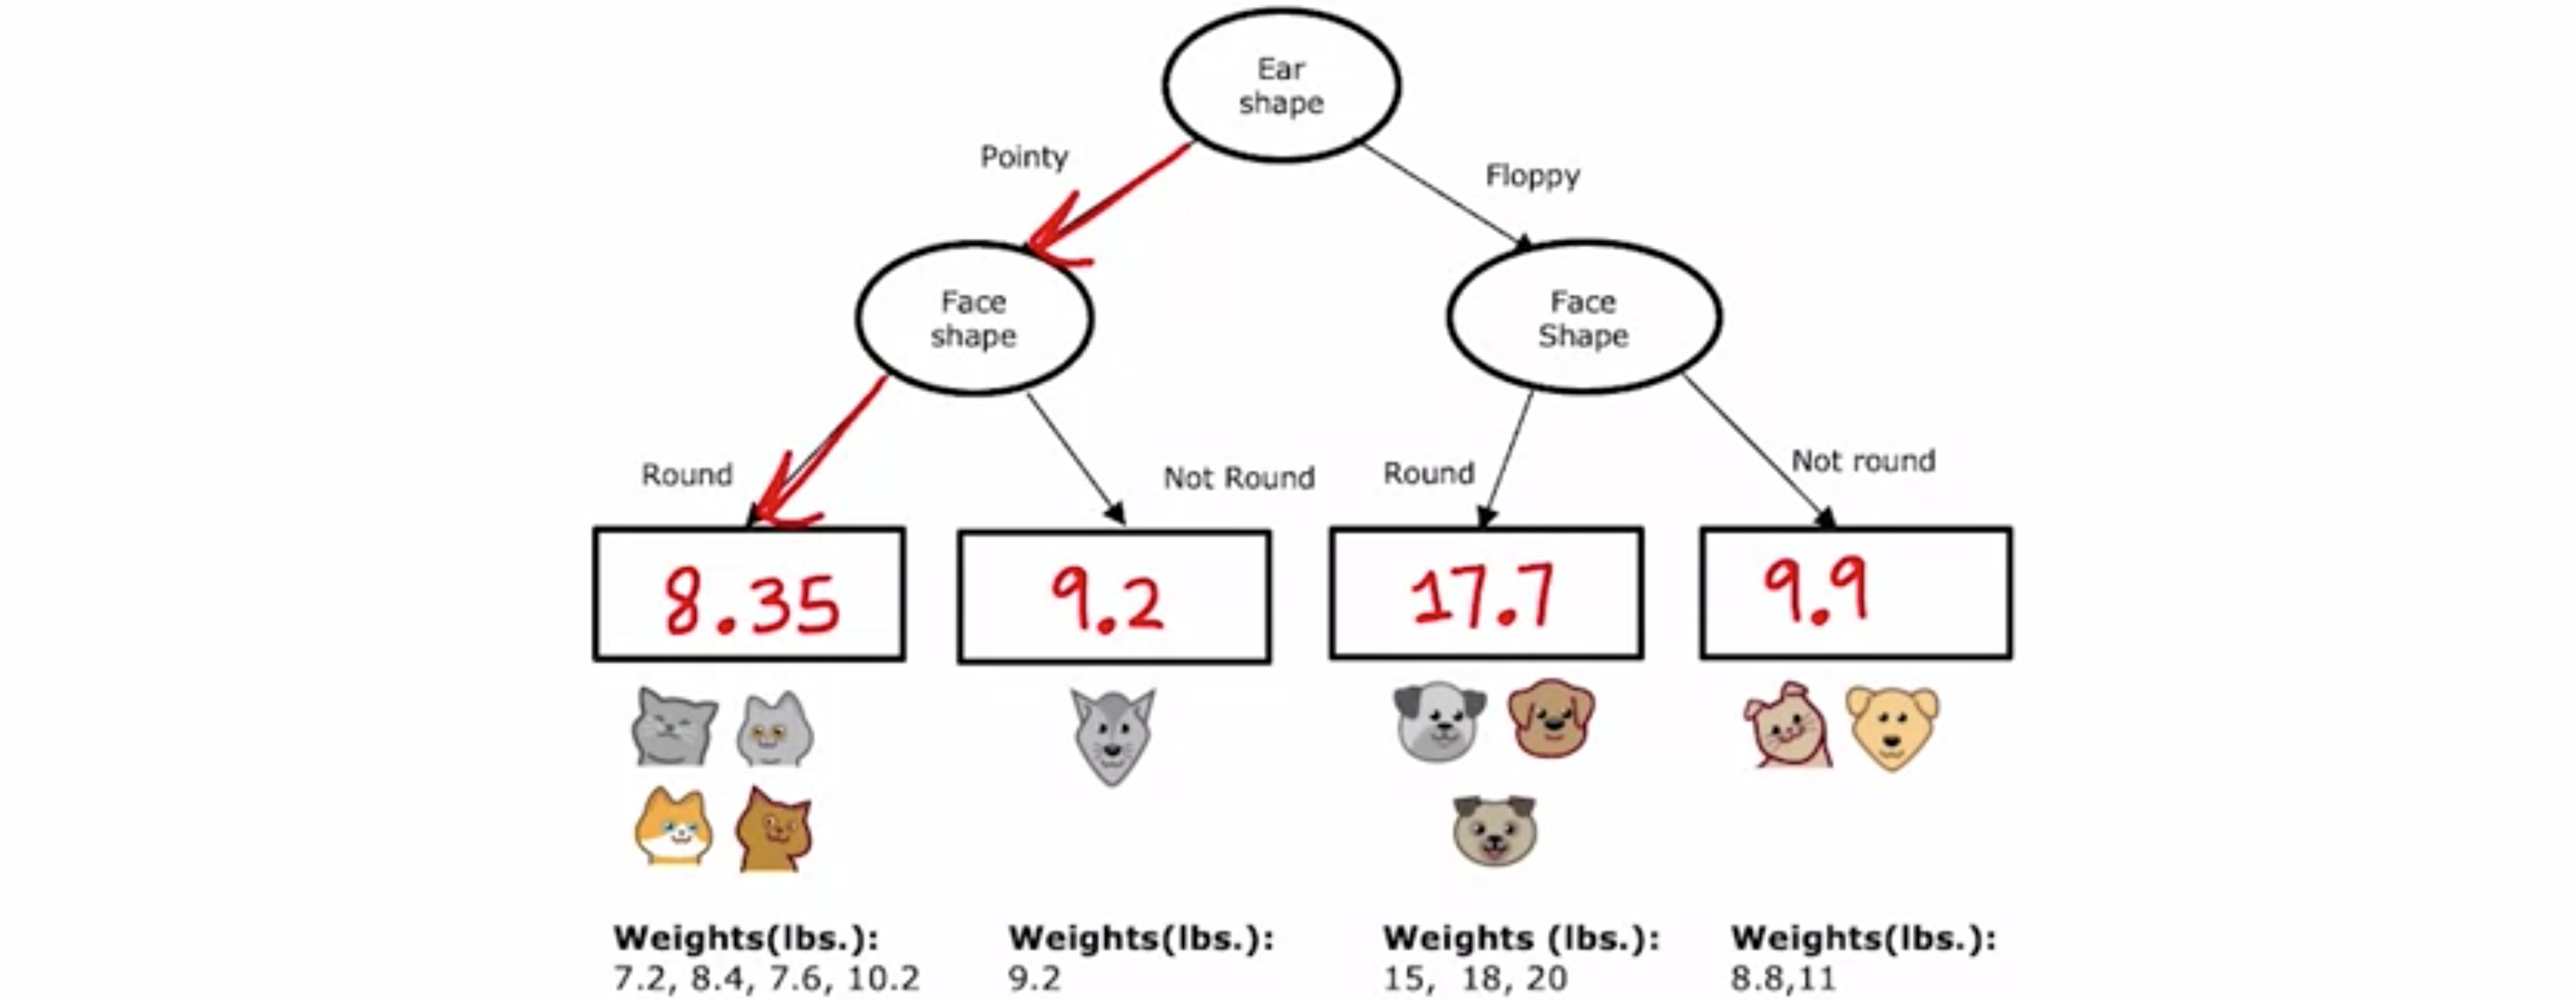 Ear
shape
Pointy
Floppy
Face
shape
Face
Shape
Round
Not Round
Round
Not round
8.35
9.2
17.7
9.9
Weights(lbs.):
7.2, 8.4, 7.6, 10.2
Weights(lbs.):
9.2
Weights (lbs.):
15, 18, 20
Weights(lbs.):
8.8,11